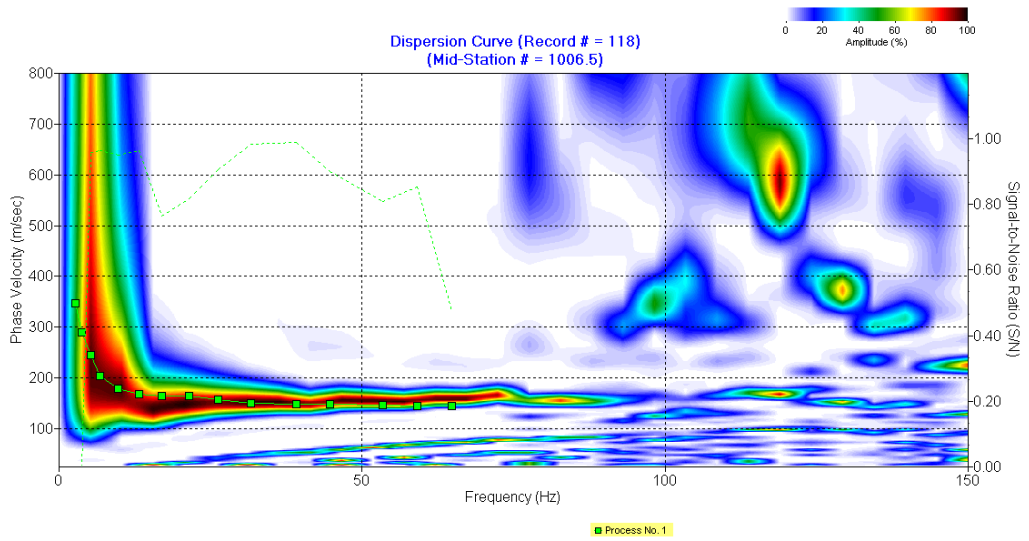 0 20 40 60 80 100
Amplitude (%)
Dispersion Curve (Record # = 118)
(Mid-Station # = 1006.5)
800
700
600
500
400
300
200
100
Phase Velocity (m/sec)
1.00
0.80
0.60
0.40
0.20
0.00
Signal-to-Noise Ratio (S/N)
0 50 100 150
Frequency (Hz)
Process No. 1